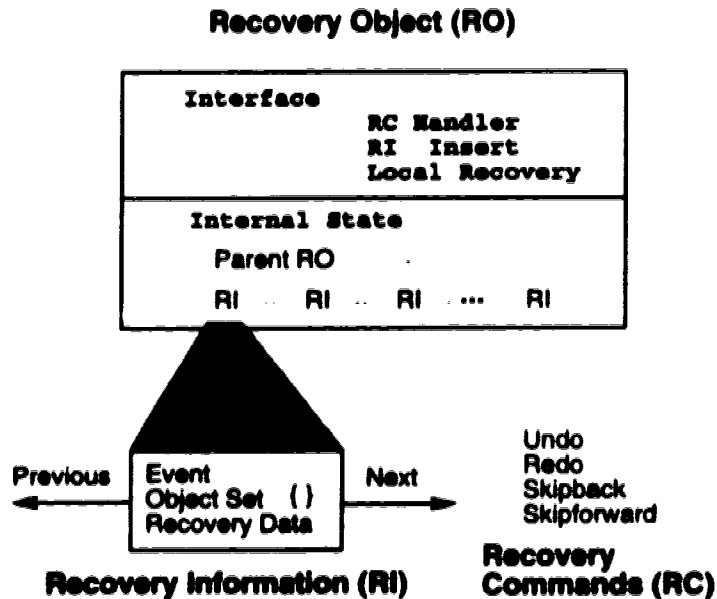 Recovery Object (RO)
Interface
RC Handler
RI Insert
Local Recovery
Internal State
Parent RO
RI .. RI .. RI ... RI
Previous
Event
Object Set ( )
Recovery Data
Next
Undo
Redo
Skipback
Skipforward
Recovery Information (RI)
Recovery
Commands (RC)